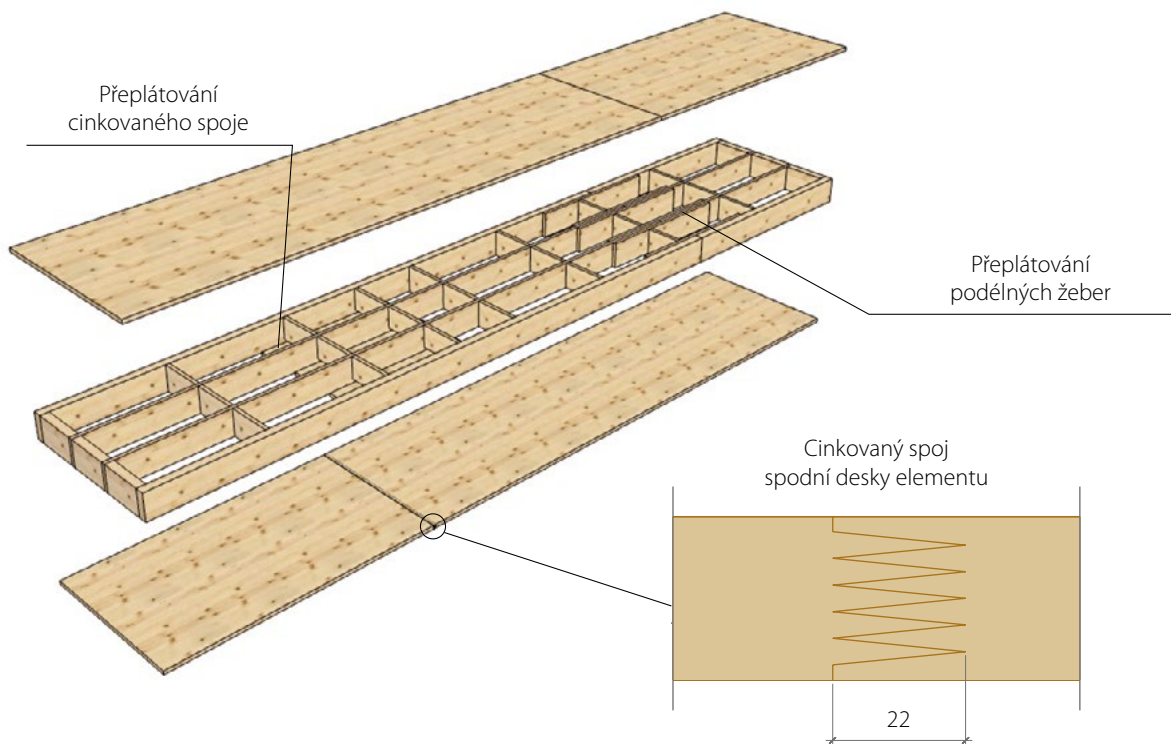 Přeplátování
cinkovaného spoje
Přeplátování
podélných žeber
Cinkovaný spoj
spodní desky elementu
22